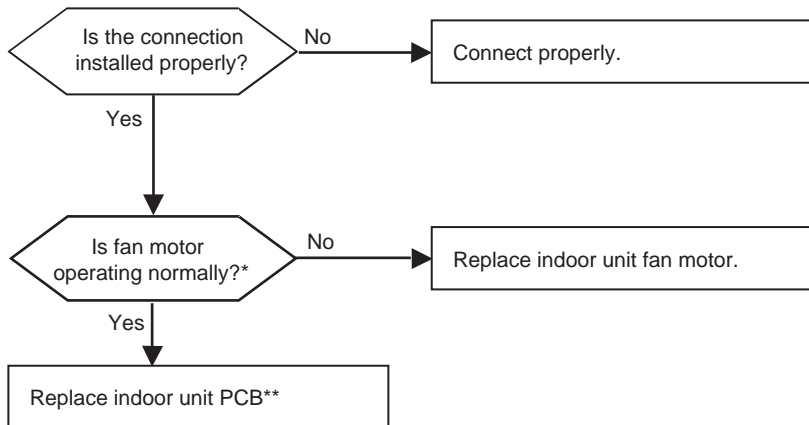 Is the connection
installed properly?
No
Connect properly.
Yes
Is fan motor
operating normally?*
No
Replace indoor unit fan motor.
Yes
Replace indoor unit PCB**